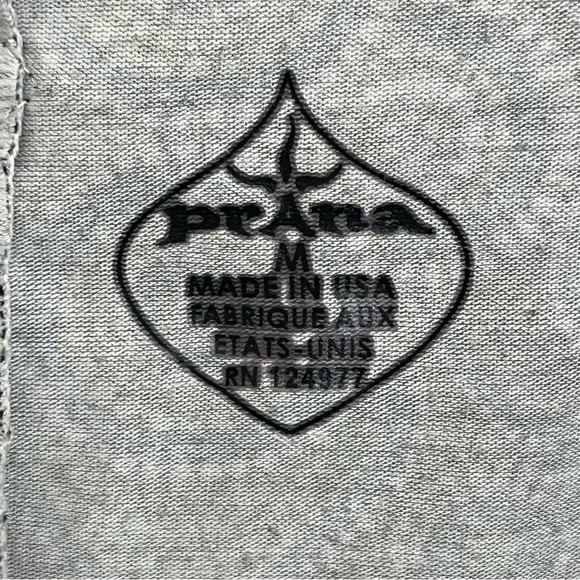 prAna
M
MADE IN USA
FABRIQUE AUX
ETATS-UNIS
RN 124977